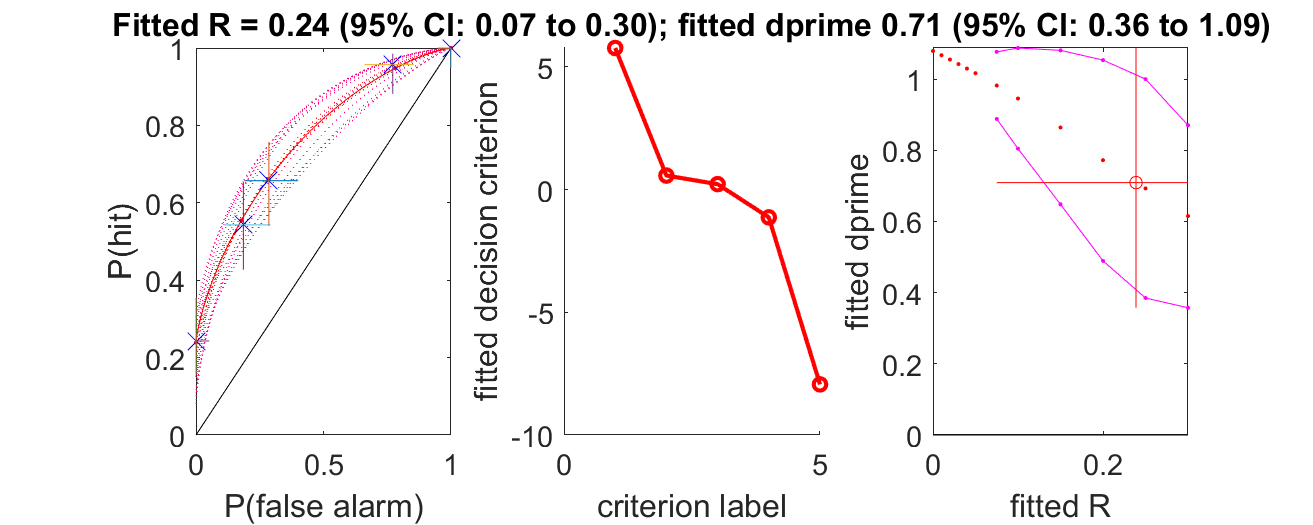 Fitted R = 0.24 (95% CI: 0.07 to 0.30); fitted dprime 0.71 (95% CI: 0.36 to 1.09)
P(hit)
1
0.8
0.6
0.4
0.2
0
0 0.5 1
P(false alarm)
fitted decision criterion
5
0
-5
-10
0 5
criterion label
fitted dprime
1
0.8
0.6
0.4
0.2
0
0 0.2
fitted R